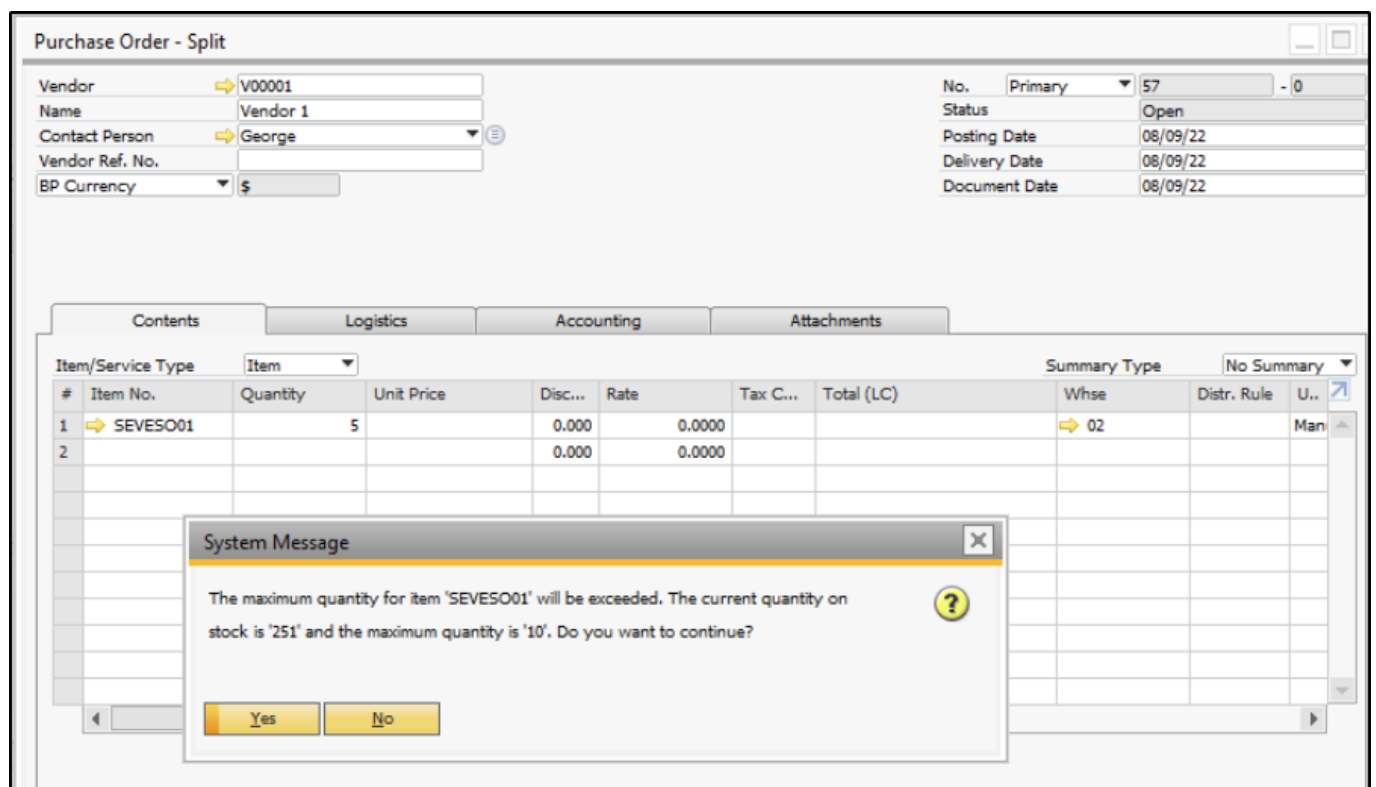 Purchase Order - Split
Vendor V00001 No. Primary 57 - 0
Name Vendor 1 Status Open
Contact Person George Posting Date 08/09/22
Vendor Ref. No. Delivery Date 08/09/22
BP Currency $ Document Date 08/09/22
Contents Logistics Accounting Attachments
Item/Service Type Item Summary Type No Summary
# Item No. Quantity Unit Price Disc... Rate Tax C... Total (LC) Whse Distr. Rule U..
1 SEVESO01 5 0.000 0.0000 02 Man
2 0.000 0.0000
System Message
The maximum quantity for item 'SEVESO01' will be exceeded. The current quantity on
stock is '251' and the maximum quantity is '10'. Do you want to continue?
Yes No